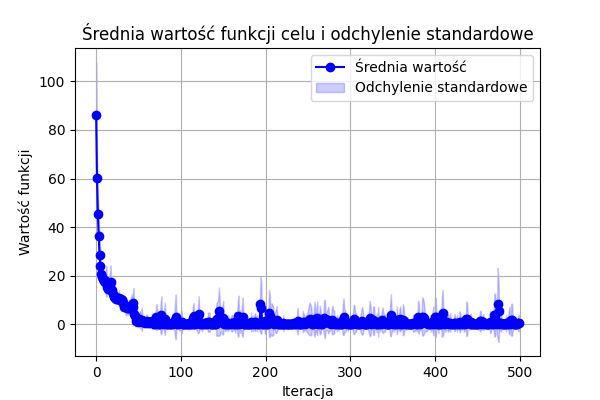 Średnia wartość funkcji celu i odchylenie standardowe
Średnia wartość
Odchylenie standardowe
Wartość funkcji
100
80
60
40
20
0
0 100 200 300 400 500
Iteracja